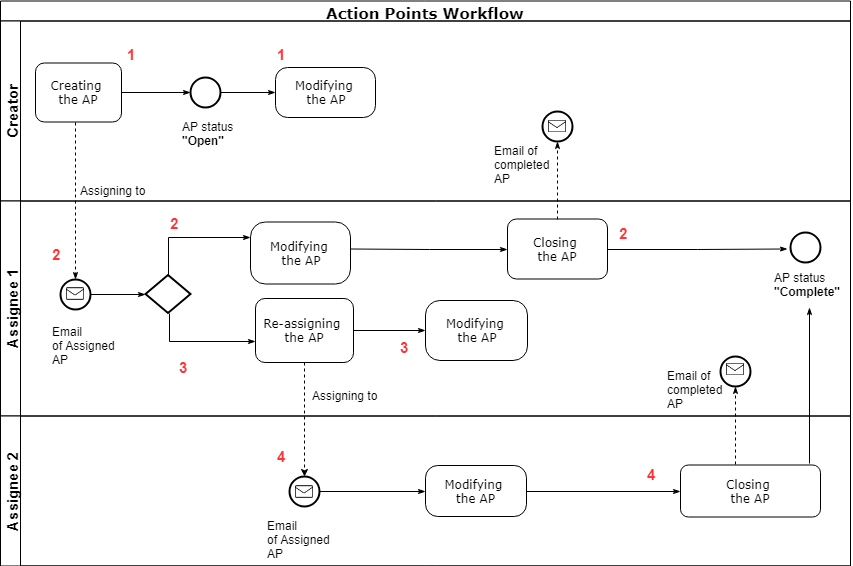 Action Points Workflow
Creator
1
1
Creating
the AP
Modifying
the AP
AP status
"Open"
Email of
completed
AP
Assigning to
Assignee 1
2
2
2
Modifying
the AP
Closing
the AP
AP status
"Complete"
Email
of Assigned
AP
Re-assigning
the AP
Modifying
the AP
3
3
Email of
completed
AP
Assigning to
Assignee 2
4
4
Modifying
the AP
Closing
the AP
Email
of Assigned
AP